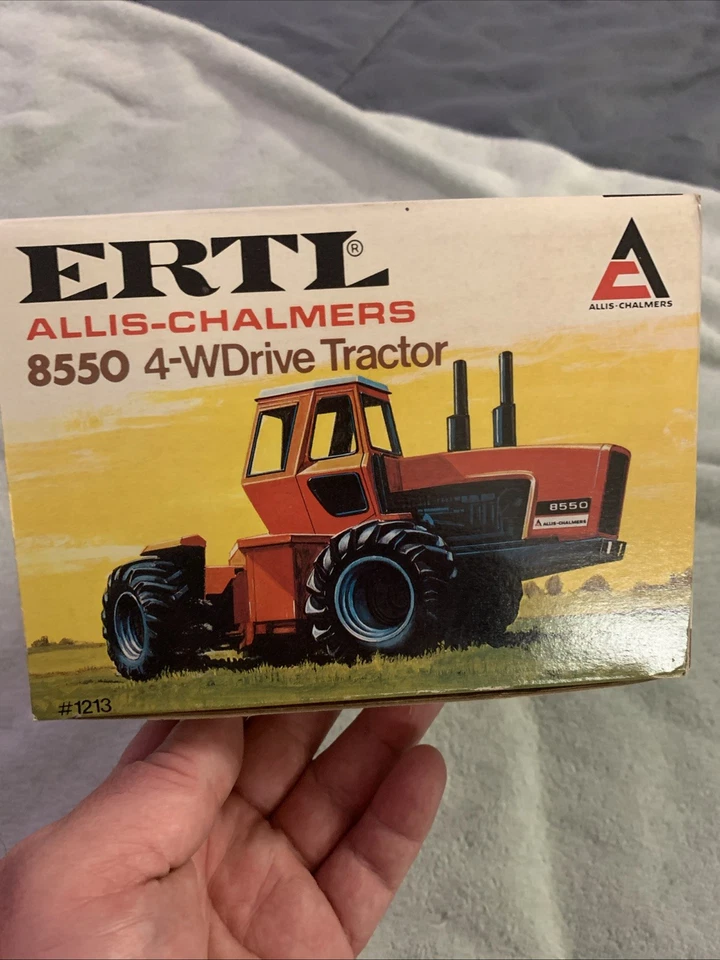 ERTL®
ALLIS-CHALMERS
8550 4-WDrive Tractor
A
ALLIS-CHALMERS
8550
ALLIS-CHALMERS
#1213